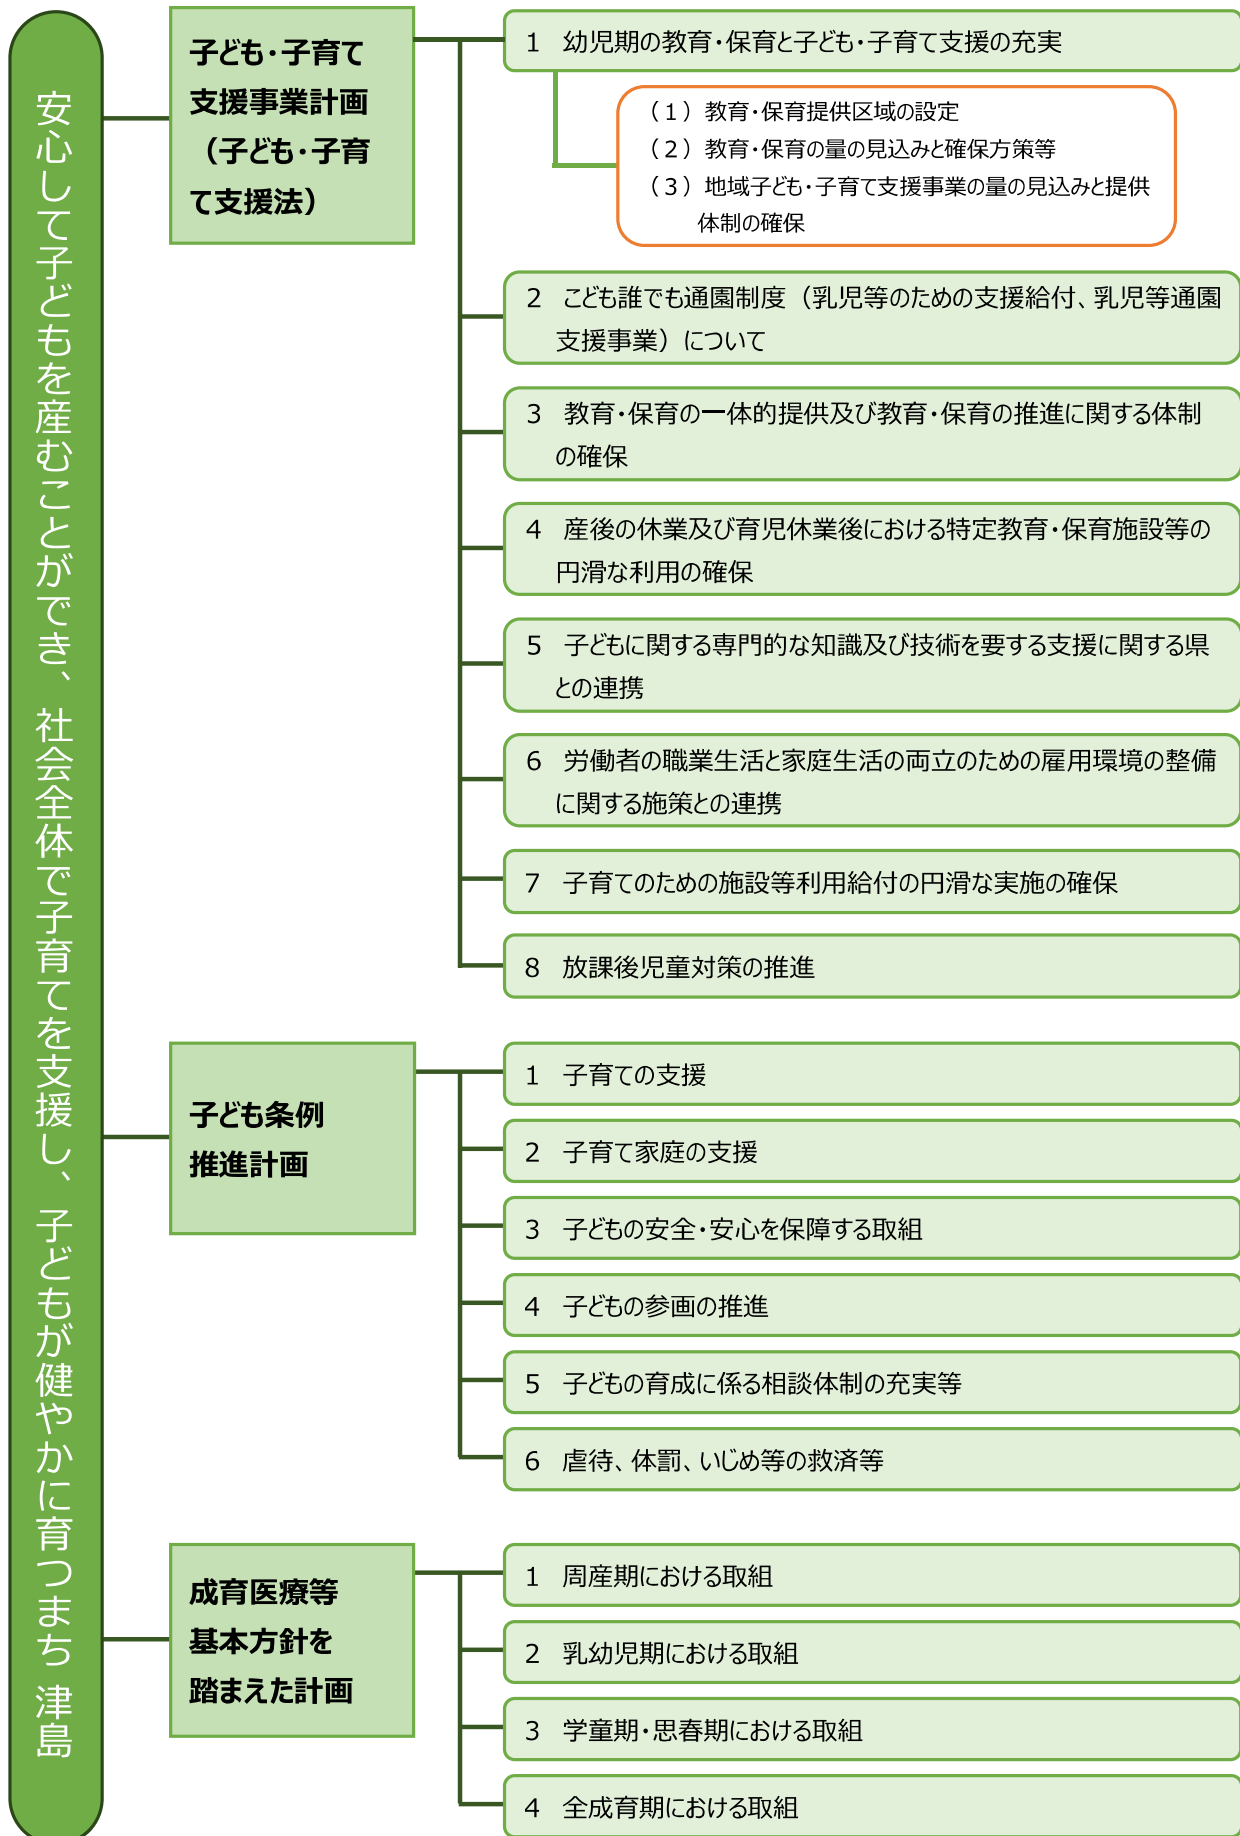 安心して子どもを産むことができ、社会全体で子育てを支援し、子どもが健やかに育つまち 津島
子ども・子育て
支援事業計画
（子ども・子育
て支援法）
1 幼児期の教育・保育と子ども・子育て支援の充実
（１）教育・保育提供区域の設定
（２）教育・保育の量の見込みと確保方策等
（３）地域子ども・子育て支援事業の量の見込みと提供
体制の確保
2 こども誰でも通園制度（乳児等のための支援給付、乳児等通園
支援事業）について
3 教育・保育の一体的提供及び教育・保育の推進に関する体制
の確保
4 産後の休業及び育児休業後における特定教育・保育施設等の
円滑な利用の確保
5 子どもに関する専門的な知識及び技術を要する支援に関する県
との連携
6 労働者の職業生活と家庭生活の両立のための雇用環境の整備
に関する施策との連携
7 子育てのための施設等利用給付の円滑な実施の確保
8 放課後児童対策の推進
子ども条例
推進計画
1 子育ての支援
2 子育て家庭の支援
3 子どもの安全・安心を保障する取組
4 子どもの参画の推進
5 子どもの育成に係る相談体制の充実等
6 虐待、体罰、いじめ等の救済等
成育医療等
基本方針を
踏まえた計画
1 周産期における取組
2 乳幼児期における取組
3 学童期・思春期における取組
4 全成育期における取組